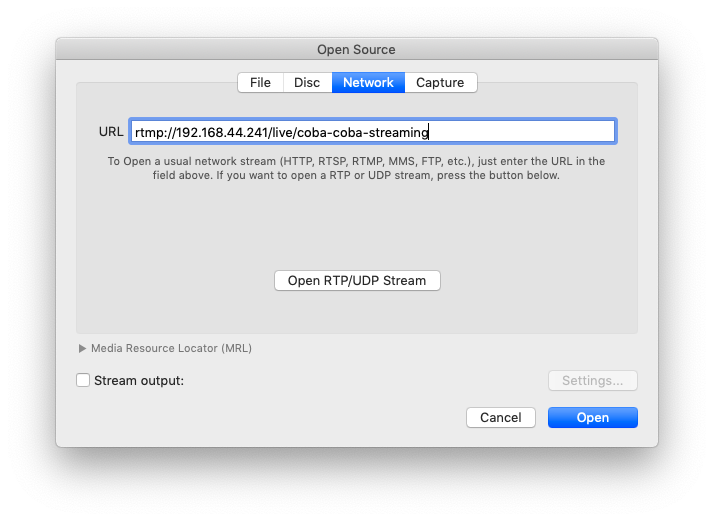 Open Source
File Disc Network Capture
URL rtmp://192.168.44.241/live/coba-coba-streaming
To Open a usual network stream (HTTP, RTSP, RTMP, MMS, FTP, etc.), just enter the URL in the
field above. If you want to open a RTP or UDP stream, press the button below.
Open RTP/UDP Stream
Media Resource Locator (MRL)
Stream output: Settings...
Cancel Open